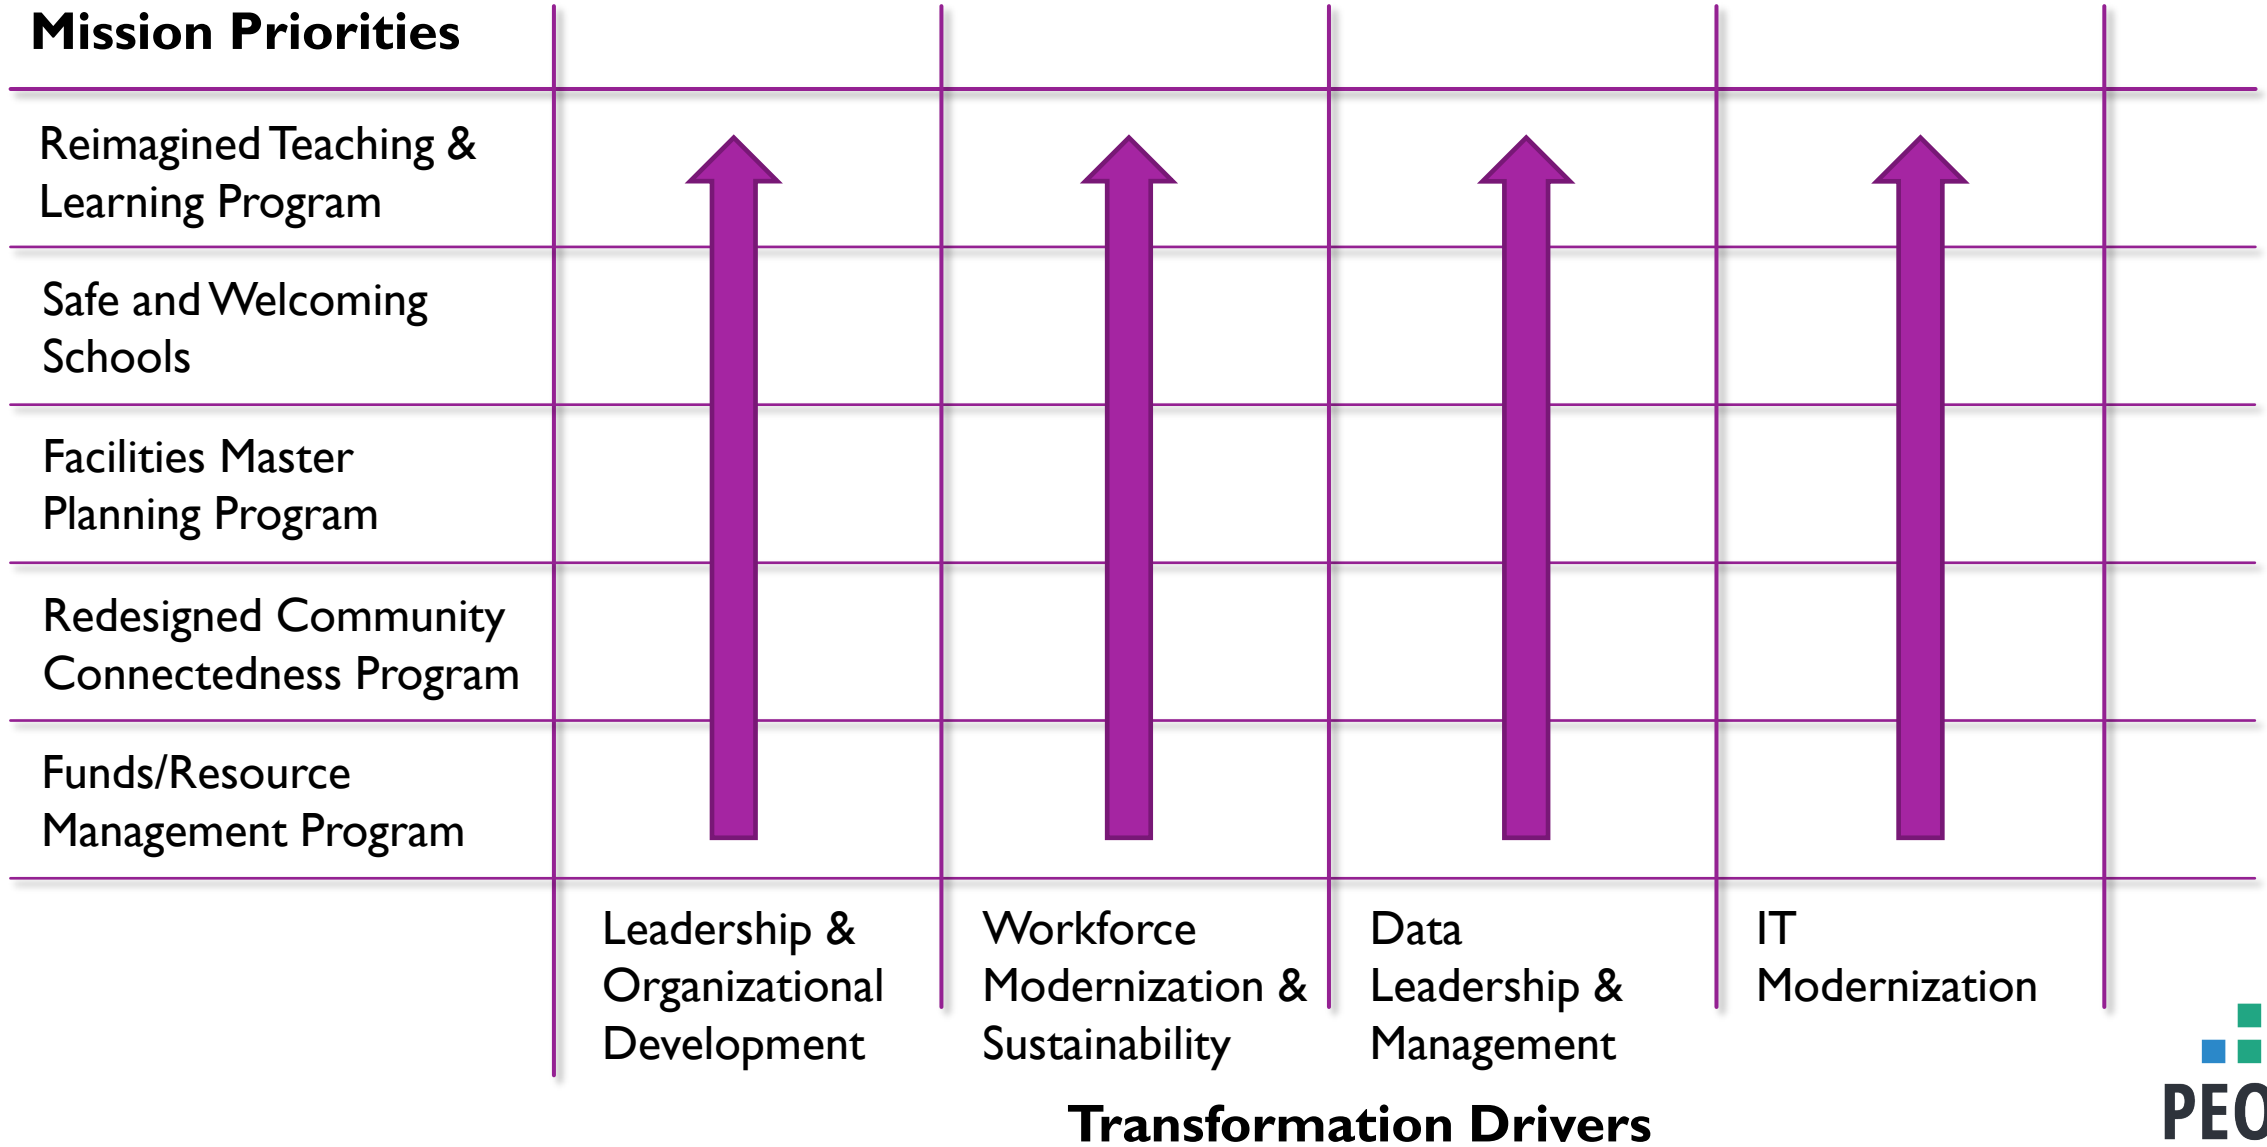 Mission Priorities
Reimagined Teaching &
Learning Program
Safe and Welcoming
Schools
Facilities Master
Planning Program
Redesigned Community
Connectedness Program
Funds/Resource
Management Program
Leadership &
Organizational
Development
Workforce
Modernization &
Sustainability
Data
Leadership &
Management
IT
Modernization
Transformation Drivers
PEO